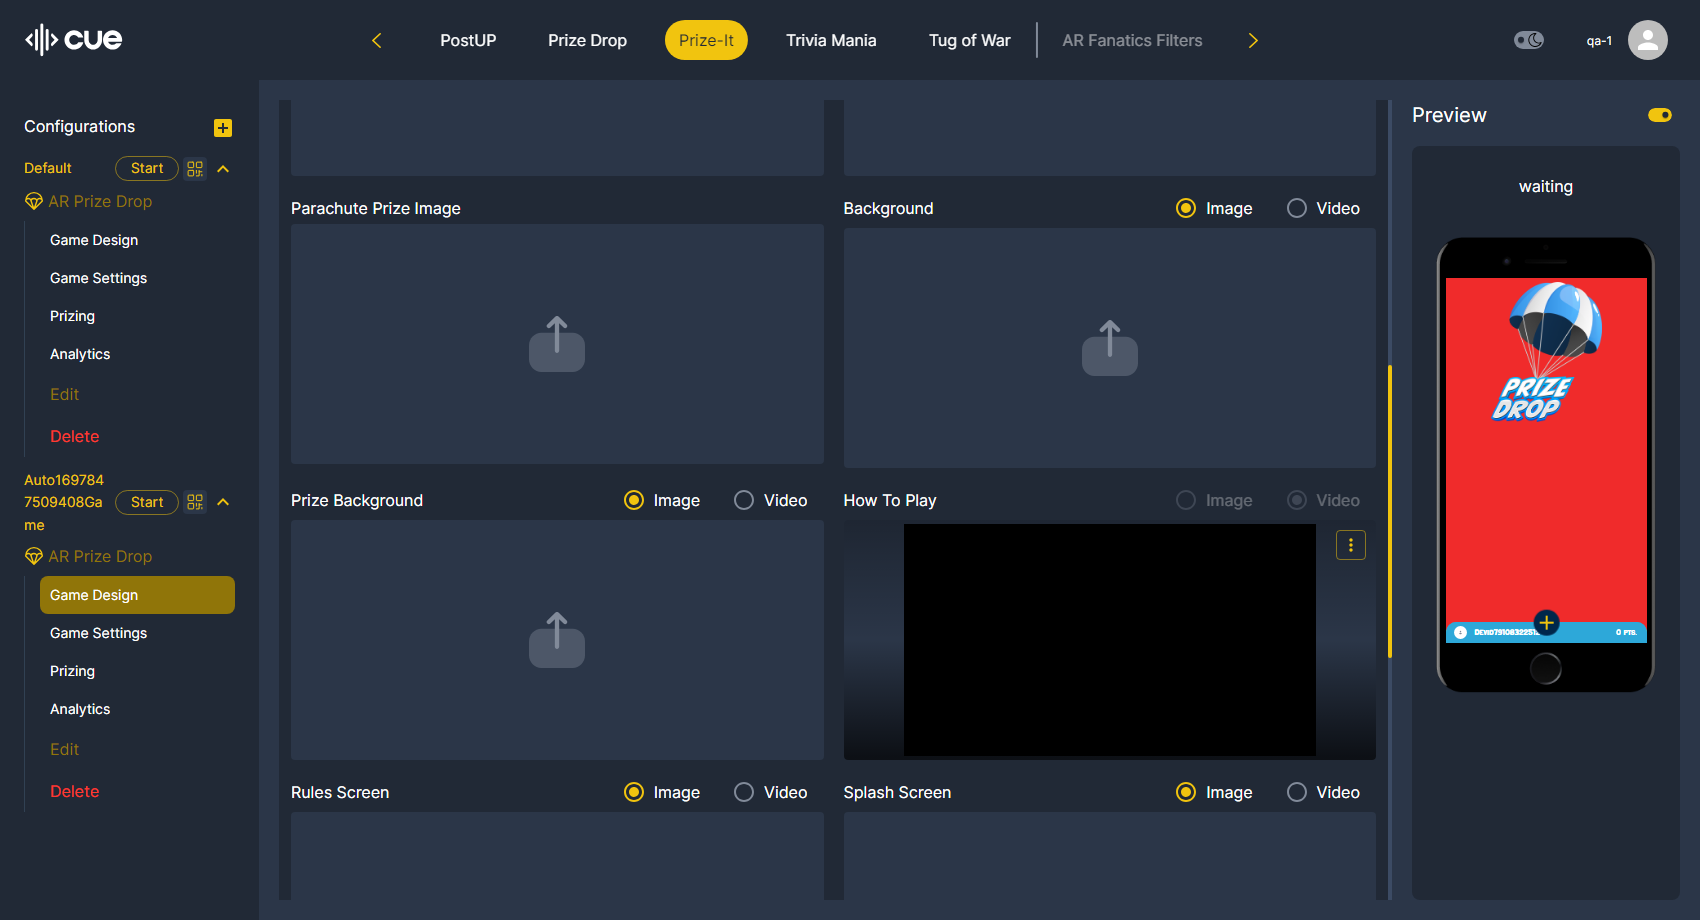 cue
PostUP
Prize Drop
Prize-It
Trivia Mania
Tug of War
AR Fanatics Filters
qa-1
Configurations
Default
Start
AR Prize Drop
Game Design
Game Settings
Prizing
Analytics
Edit
Delete
Auto169784
7509408Ga
me
Start
AR Prize Drop
Game Design
Game Settings
Prizing
Analytics
Edit
Delete
Parachute Prize Image
Background
Image
Video
Prize Background
Image
Video
How To Play
Image
Video
Rules Screen
Image
Video
Splash Screen
Image
Video
Preview
waiting
PRIZE
DROP
0 PTS.